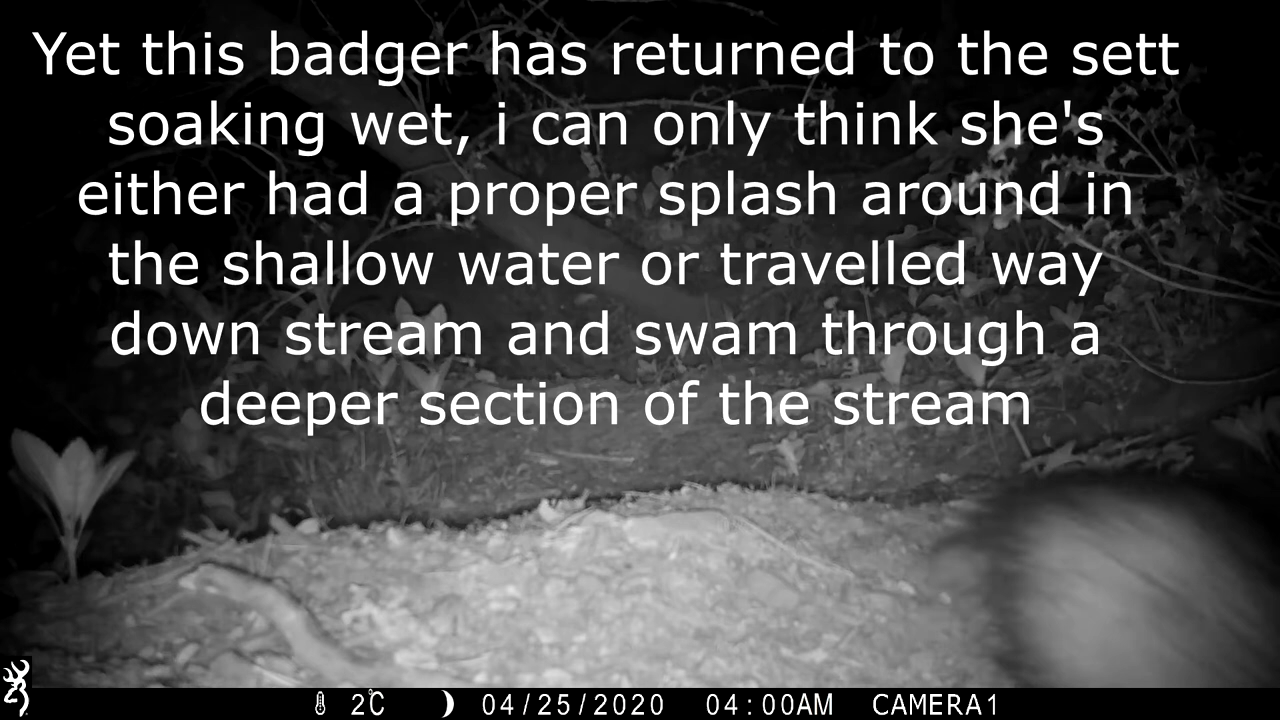 Yet this badger has returned to the sett
soaking wet, i can only think she's
either had a proper splash around in
the shallow water or travelled way
down stream and swam through a
deeper section of the stream
2°C 04/25/2020 04:00AM CAMERA1